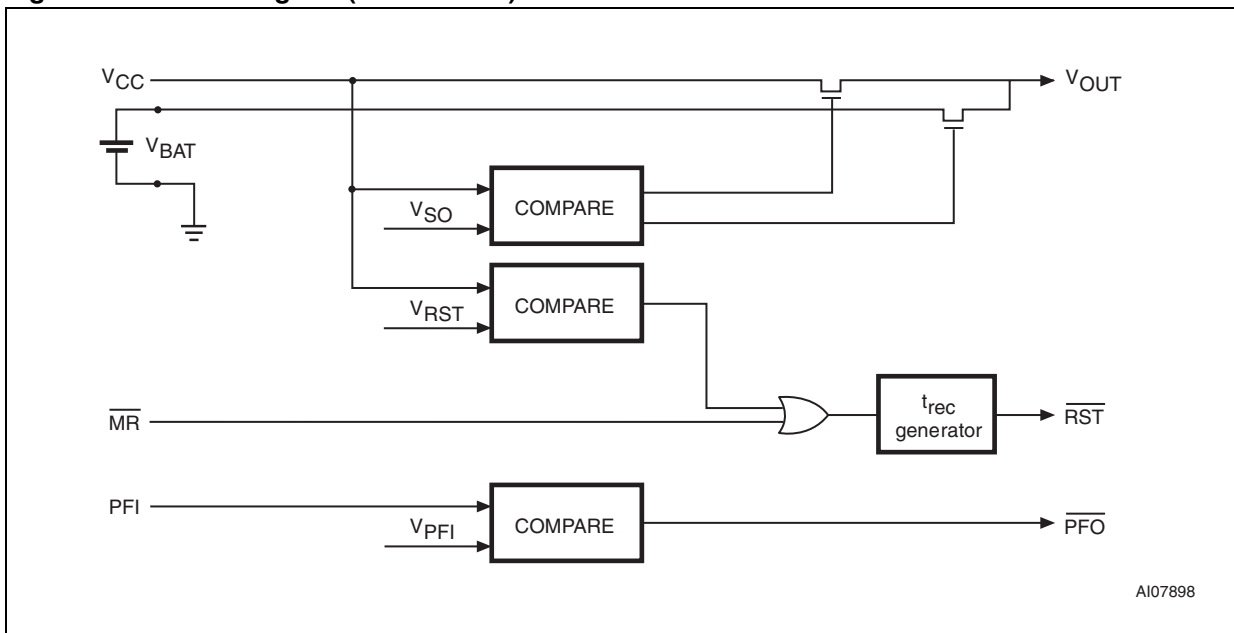 VCC
VOUT
VBAT
COMPARE
VSO
COMPARE
VRST
MR
trec
generator
RST
PFI
COMPARE
VPFI
PFO
AI07898